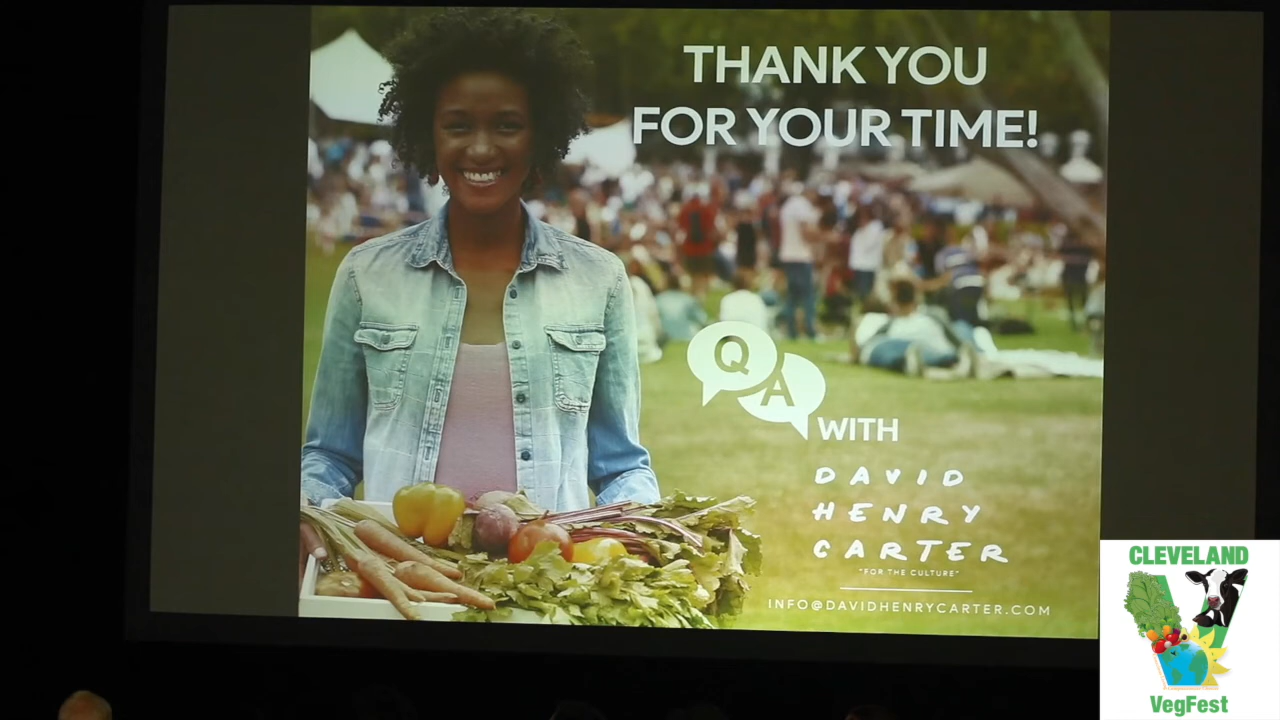 THANK YOU
FOR YOUR TIME!
Q
A
WITH
DAVID
HENRY
CARTER
"FOR THE CULTURE"
INFO@DAVIDHENRYCARTER.COM
CLEVELAND
VegFest